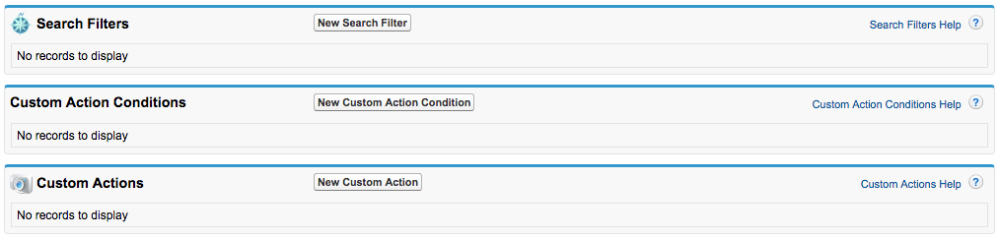 Search Filters New Search Filter Search Filters Help ?
No records to display
Custom Action Conditions New Custom Action Condition Custom Action Conditions Help ?
No records to display
Custom Actions New Custom Action Custom Actions Help ?
No records to display